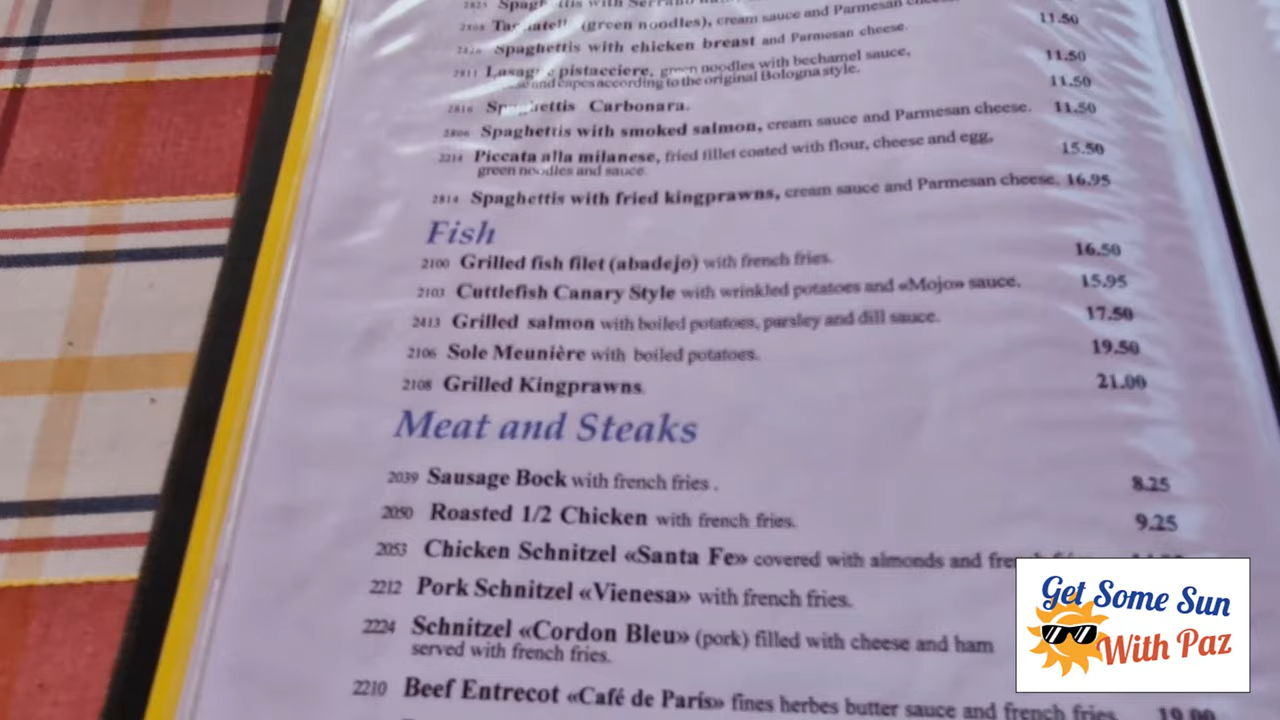 2825 Spaghettis with Serrano
2808 Tagliatelle (green noodles), cream sauce and Parmesan
11.50
2826 Spaghettis with chicken breast and Parmesan cheese.
2811 Lasagne pistacciere, green noodles with bechamel sauce, 11.50
and capes according to the original Bologna style. 11.50
2816 Spaghettis Carbonara.
2806 Spaghettis with smoked salmon, cream sauce and Parmesan cheese. 11.50
2214 Piccata alla milanese, fried fillet coated with flour, cheese and egg, 15.50
green noodles and sauce.
2814 Spaghettis with fried kingprawns, cream sauce and Parmesan cheese. 16.95
Fish
2100 Grilled fish filet (abadejo) with french fries. 16.50
2103 Cuttlefish Canary Style with wrinkled potatoes and «Mojo» sauce. 15.95
2413 Grilled salmon with boiled potatoes, parsley and dill sauce. 17.50
2106 Sole Meunière with boiled potatoes. 19.50
2108 Grilled Kingprawns. 21.00
Meat and Steaks
2039 Sausage Bock with french fries . 8.25
2050 Roasted 1/2 Chicken with french fries. 9.25
2053 Chicken Schnitzel «Santa Fe» covered with almonds and
2212 Pork Schnitzel «Vienesa» with french fries.
2224 Schnitzel «Cordon Bleu» (pork) filled with cheese and ham
served with french fries.
2210 Beef Entrecot «Café de París» fines herbes butter sauce and french fries 19.00
Get Some Sun
With Paz